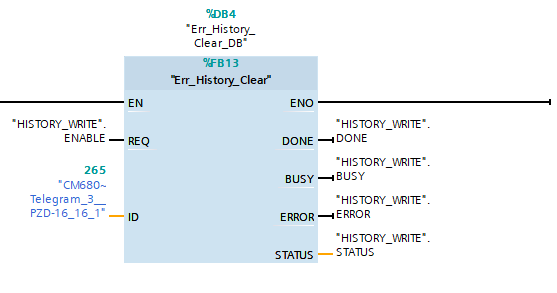 %DB4
"Err_History_
Clear_DB"
%FB13
"Err_History_Clear"
EN
ENO
"HISTORY_WRITE".
ENABLE
REQ
DONE
"HISTORY_WRITE".
DONE
BUSY
"HISTORY_WRITE".
BUSY
265
"CM680~
Telegram_3__
PZD-16_16_1"
ID
ERROR
"HISTORY_WRITE".
ERROR
STATUS
"HISTORY_WRITE".
STATUS